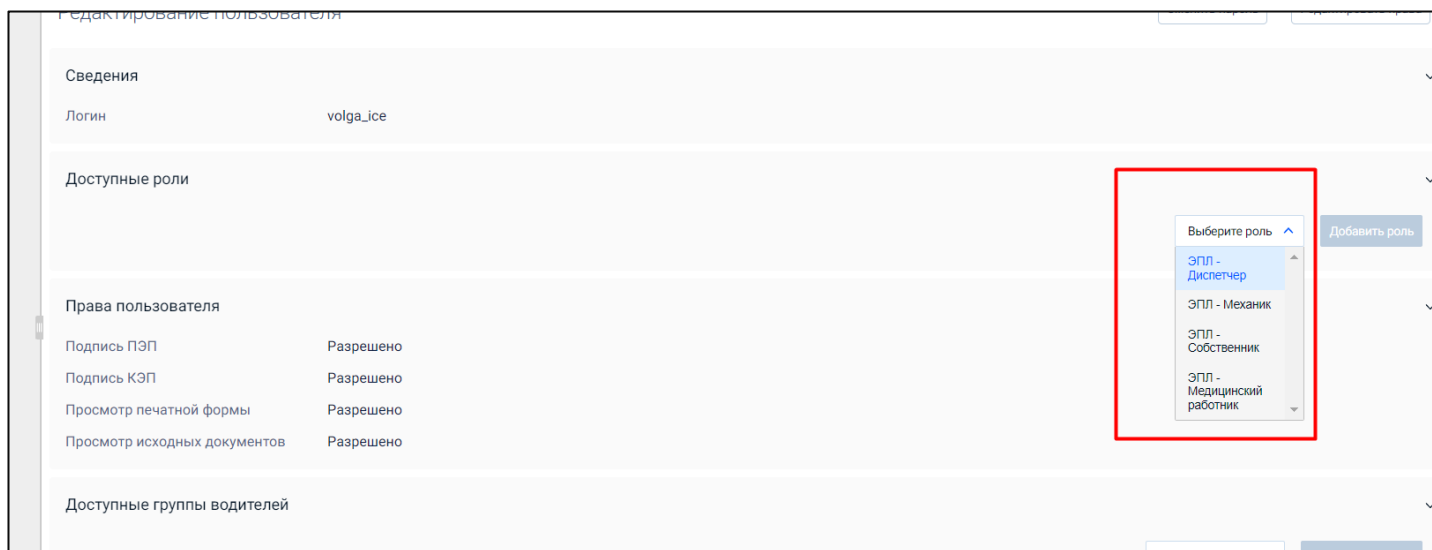 Редактирование пользователя
Сведения
Логин volga_ice
Доступные роли
Выберите роль Добавить роль
ЭПЛ -
Диспетчер
ЭПЛ - Механик
ЭПЛ -
Собственник
ЭПЛ -
Медицинский
работник
Права пользователя
Подпись ПЭП Разрешено
Подпись КЭП Разрешено
Просмотр печатной формы Разрешено
Просмотр исходных документов Разрешено
Доступные группы водителей